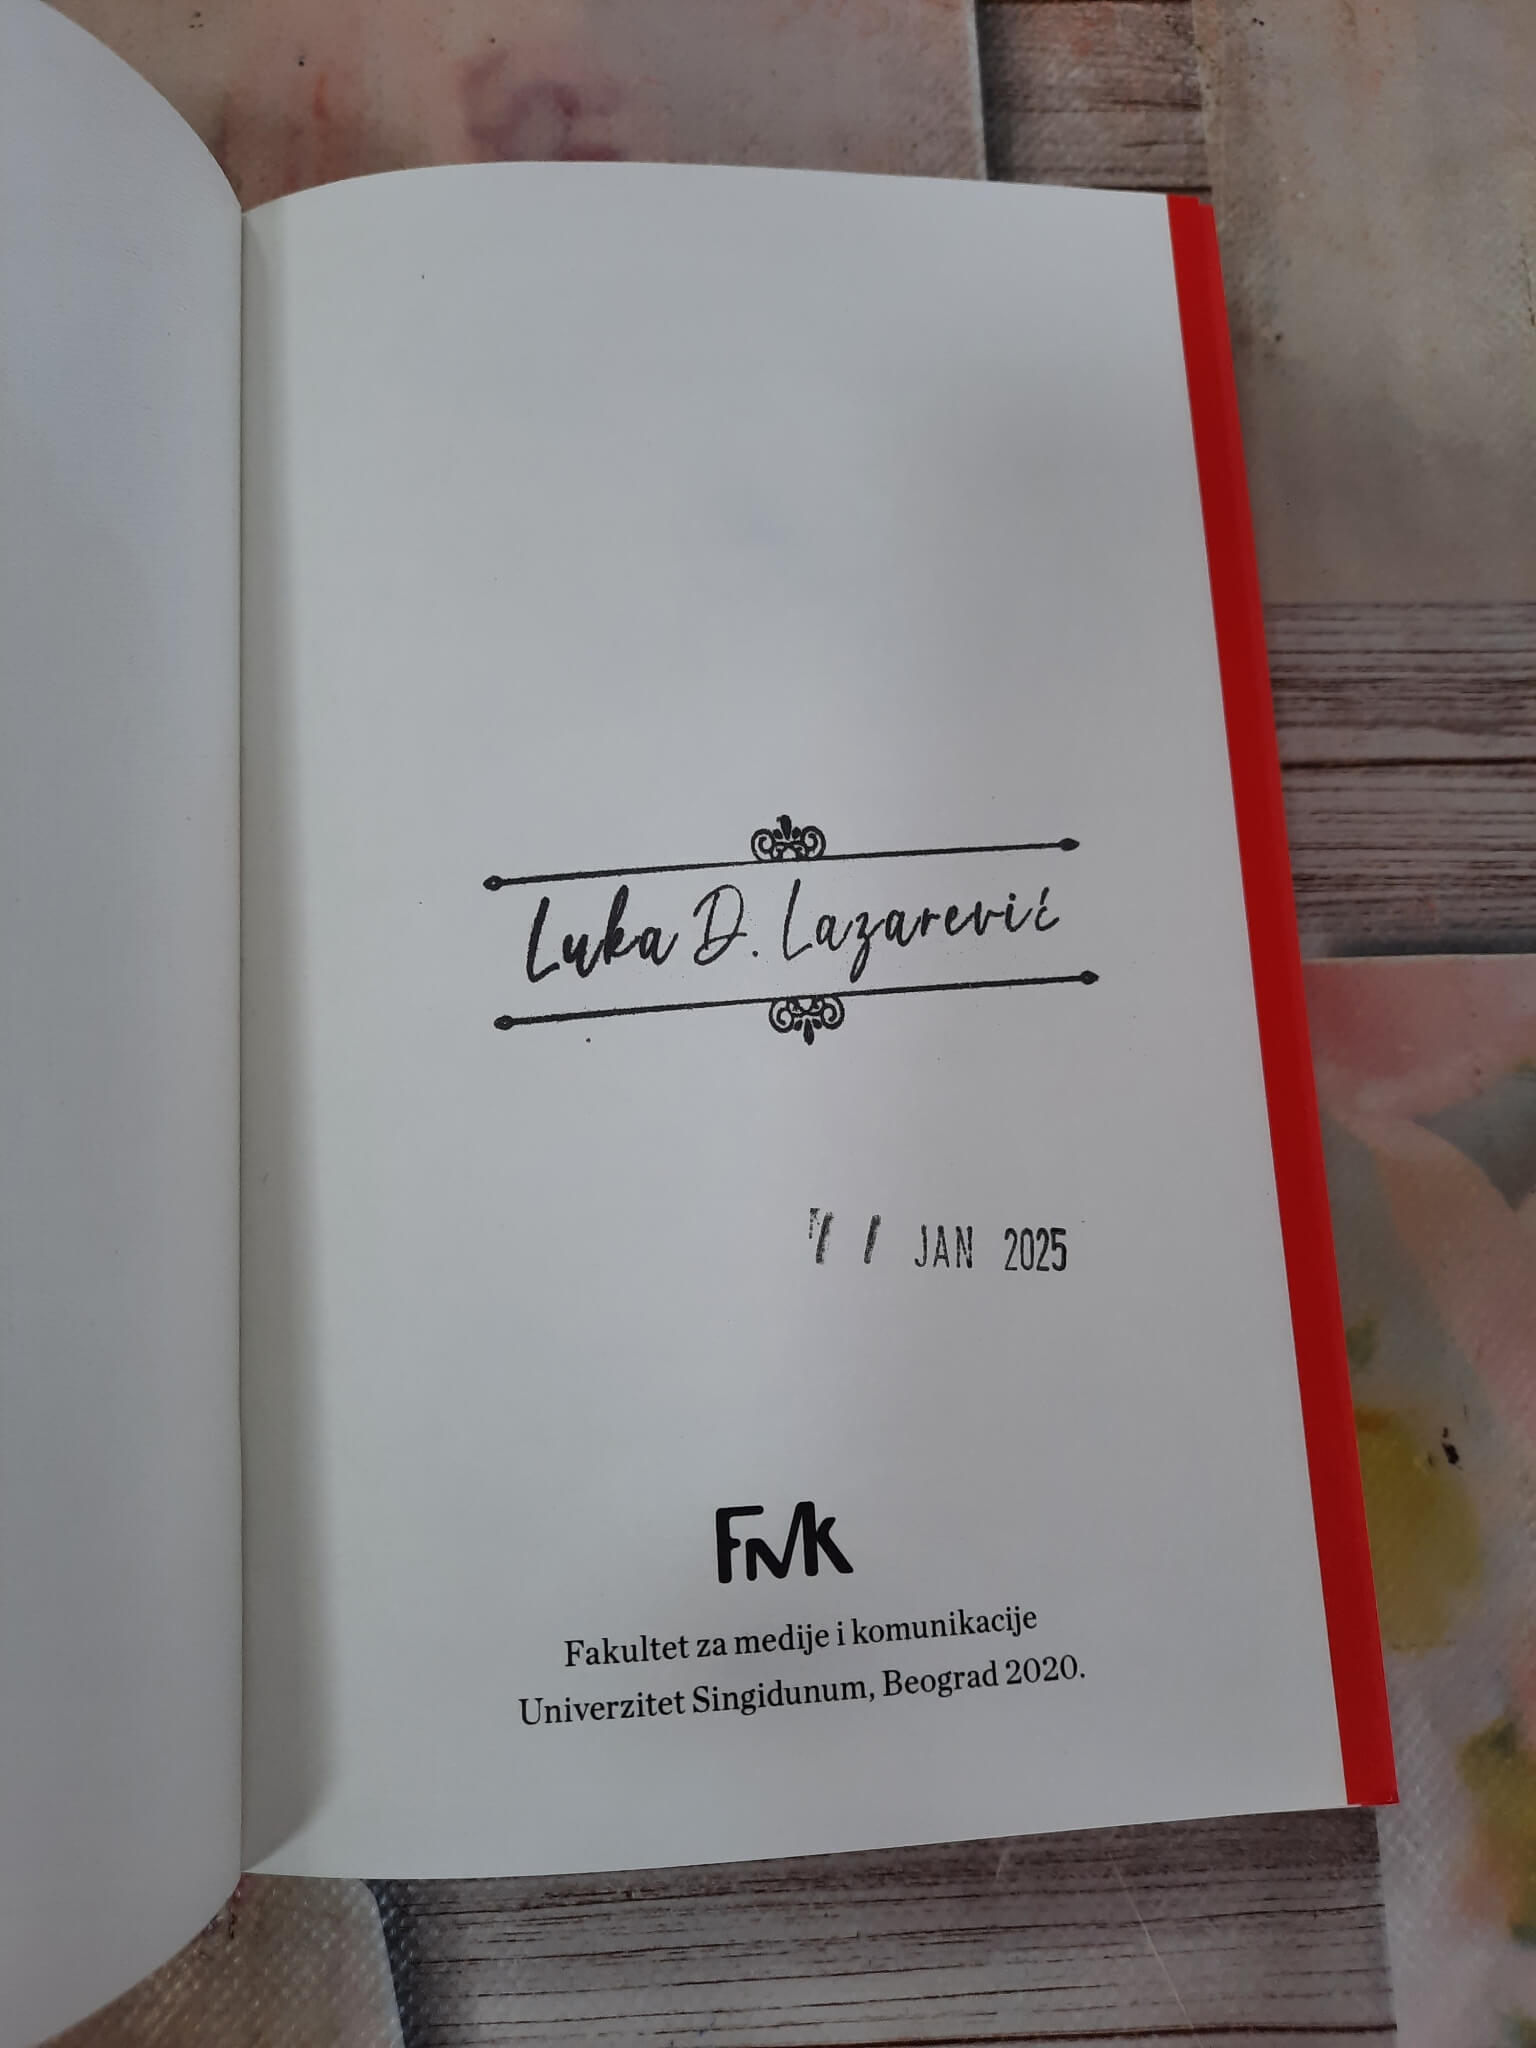 Luka D. Lazarević
JAN 2025
FMK
Fakultet za medije i komunikacije
Univerzitet Singidunum, Beograd 2020.